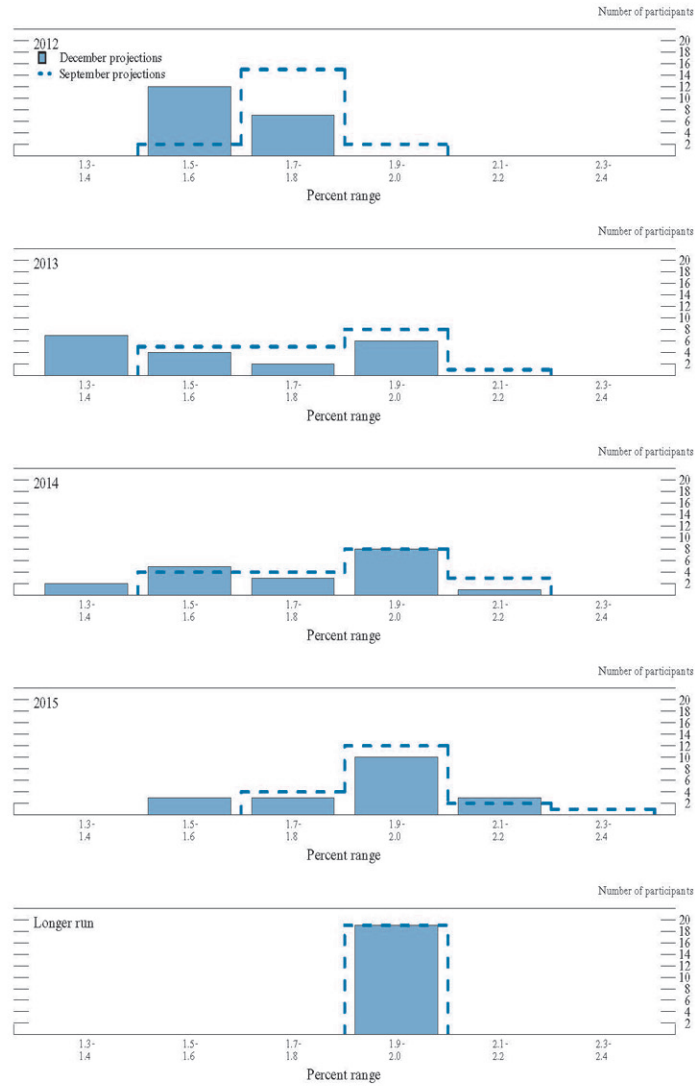 Number of participants
2012
December projections
September projections
20
18
16
14
12
10
8
6
4
2
1.3- 1.5- 1.7- 1.9- 2.1- 2.3-
1.4 1.6 1.8 2.0 2.2 2.4
Percent range
Number of participants
2013
20
18
16
14
12
10
8
6
4
2
1.3- 1.5- 1.7- 1.9- 2.1- 2.3-
1.4 1.6 1.8 2.0 2.2 2.4
Percent range
Number of participants
2014
20
18
16
14
12
10
8
6
4
2
1.3- 1.5- 1.7- 1.9- 2.1- 2.3-
1.4 1.6 1.8 2.0 2.2 2.4
Percent range
Number of participants
2015
20
18
16
14
12
10
8
6
4
2
1.3- 1.5- 1.7- 1.9- 2.1- 2.3-
1.4 1.6 1.8 2.0 2.2 2.4
Percent range
Number of participants
Longer run
20
18
16
14
12
10
8
6
4
2
1.3- 1.5- 1.7- 1.9- 2.1- 2.3-
1.4 1.6 1.8 2.0 2.2 2.4
Percent range